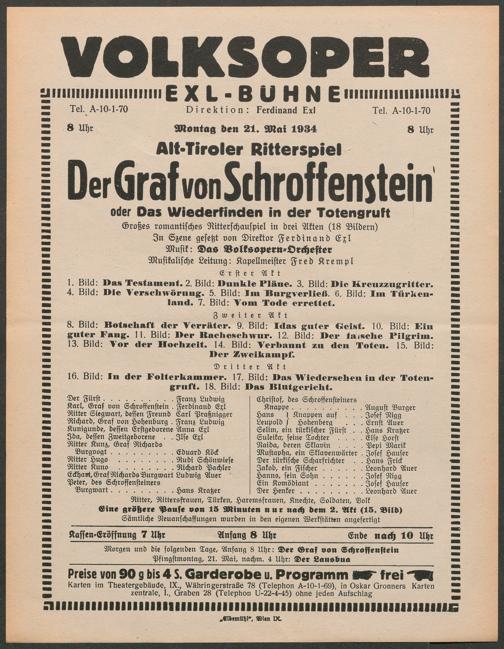 VOLKSOPER
EXL-BÜHNE
Tel. A-10-1-70 Direktion: Ferdinand Exl Tel. A-10-1-70
8 Uhr Montag den 21. Mai 1934 8 Uhr
Alt-Tiroler Ritterspiel
Der Graf von Schroffenstein
oder Das Wiederfinden in der Totengruft
Großes romantisches Ritterschauspiel in drei Akten (18 Bildern)
In Szene gesetzt von Direktor Ferdinand Exl
Musik: Das Volksopern-Orchester
Musikalische Leitung: Kapellmeister Fred Krempl
Erster Akt
1. Bild: Das Testament. 2. Bild: Dunkle Pläne. 3. Bild: Die Kreuzzugritter.
4. Bild: Die Verschwörung. 5. Bild: Im Burgverließ. 6. Bild: Im Türken-
land. 7. Bild: Vom Tode errettet.
Zweiter Akt
8. Bild: Botschaft der Verräter. 9. Bild: Idas guter Geist. 10. Bild: Ein
guter Fang. 11. Bild: Der Racheschwur. 12. Bild: Der falsche Pilgrim.
13. Bild: Vor der Hochzeit. 14. Bild: Verbannt zu den Toten. 15. Bild:
Der Zweikampf.
Dritter Akt
16. Bild: In der Folterkammer. 17. Bild: Das Wiedersehen in der Toten-
gruft. 18. Bild: Das Blutgericht.
Der Fürst . . . Franz Ludwig
Karl, Graf von Schroffenstein . Ferdinand Exl
Ritter Siegwart, dessen Freund Carl Praßnigger
Richard, Graf von Hohenburg . Franz Ludwig
Kunigunde, dessen Erstgeborene Anna Exl
Ida, dessen Zweitgeborene . . Ilse Exl
Ritter Kunz, Graf Richards
Burgvogt . . . Eduard Köck
Ritter Hugo . . . Rudi Schönwiese
Ritter Kuno . . . Richard Pachler
Eckhart, Graf Richards Burgwart Ludwig Auer
Peter, des Schroffensteiners
Burgwart . . . Hans Kratzer
Christof, des Schroffensteiners
Knappe . . . August Burger
Hans } Knappen auf . . . Josef Nigg
Leupold } Hohenberg . . . Ernst Auer
Selim, ein türkischer Fürst . . Hans Kratzer
Suleika, seine Tochter . . . Else Horst
Naida, deren Sklavin . . . Pepi Markl
Mustapha, ein Sklavenwärter . Josef Hauser
Der türkische Scharfrichter . . Hans Frick
Jakob, ein Fischer . . . Leonhard Auer
Hanns, sein Sohn . . . Josef Nigg
Ein Komödiant . . . Josef Hauser
Der Henker . . . Leonhard Auer
Ritter, Ritterfrauen, Türken, Haremsfrauen, Knechte, Soldaten, Volk
Eine größere Pause von 15 Minuten nur nach dem 2. Akt (15. Bild)
Sämtliche Neuanschaffungen wurden in den eigenen Werkstätten angefertigt
Kassen-Eröffnung 7 Uhr Anfang 8 Uhr Ende nach 10 Uhr
Morgen und die folgenden Tage, Anfang 8 Uhr: Der Graf von Schroffenstein
Pfingstmontag, 21. Mai, nachm. 4 Uhr: Der Lausbua
Preise von 90 g bis 4 S. Garderobe u. Programm frei
Karten im Theatergebäude, IX., Währingerstraße 78 (Telephon A-10-1-69), in Oskar Gronners Karten
zentrale, I., Graben 28 (Telephon U-22-4-45) ohne jeden Aufschlag
„Elbemühl“, Wien IX.